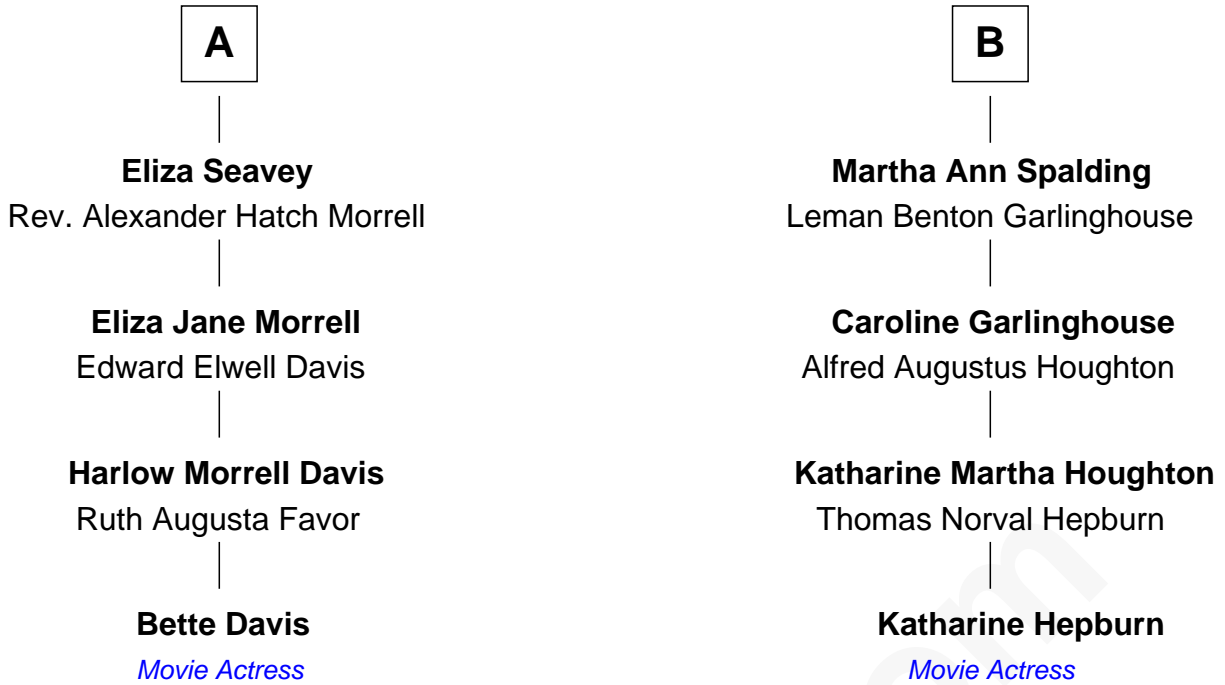 A
B
Eliza Seavey
Rev. Alexander Hatch Morrell
Martha Ann Spalding
Leman Benton Garlinghouse
Eliza Jane Morrell
Edward Elwell Davis
Caroline Garlinghouse
Alfred Augustus Houghton
Harlow Morrell Davis
Ruth Augusta Favor
Katharine Martha Houghton
Thomas Norval Hepburn
Bette Davis
Movie Actress
Katharine Hepburn
Movie Actress
om